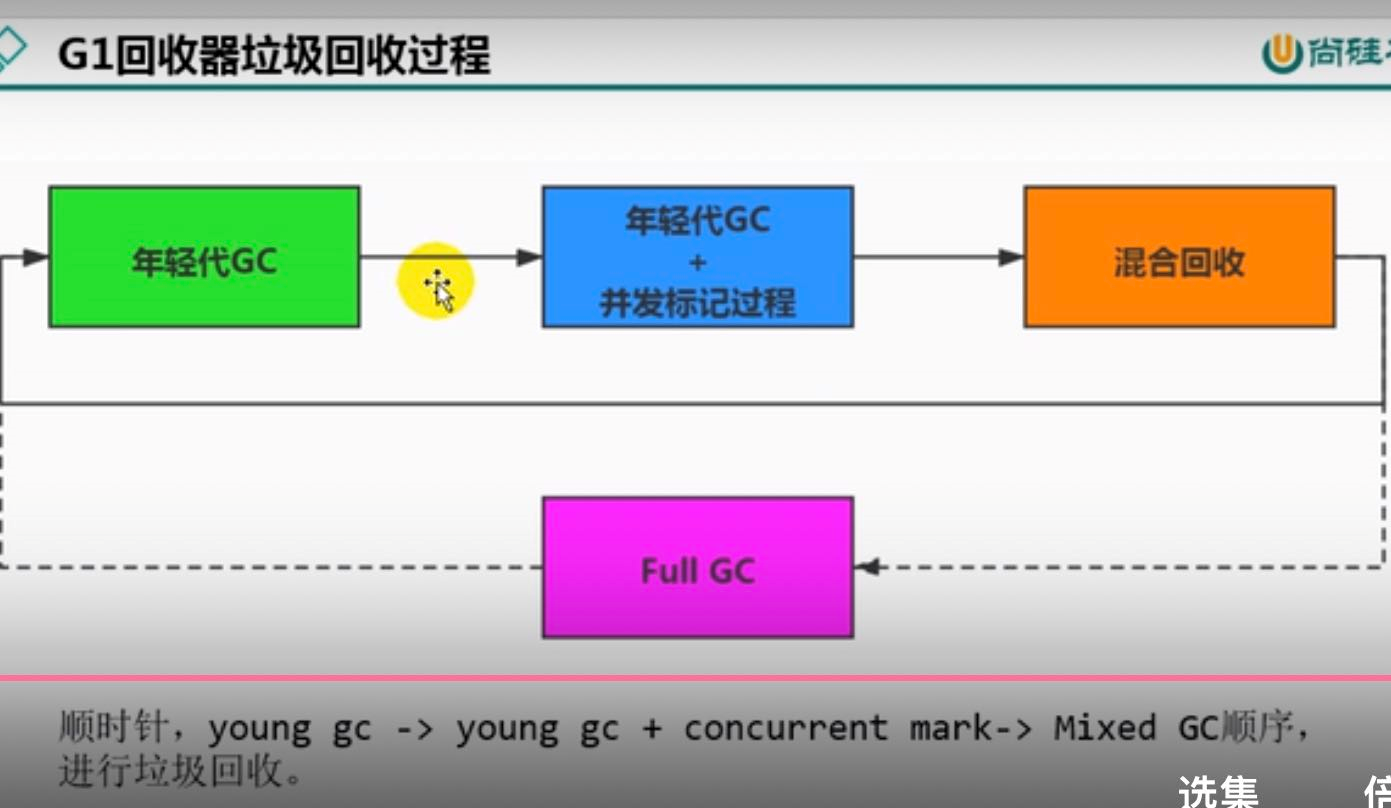 G1回收器垃圾回收过程
尚硅
年轻代GC
年轻代GC
+
并发标记过程
混合回收
Full GC
顺时针，young gc -> young gc + concurrent mark-> Mixed GC顺序，
进行垃圾回收。
选集
倍